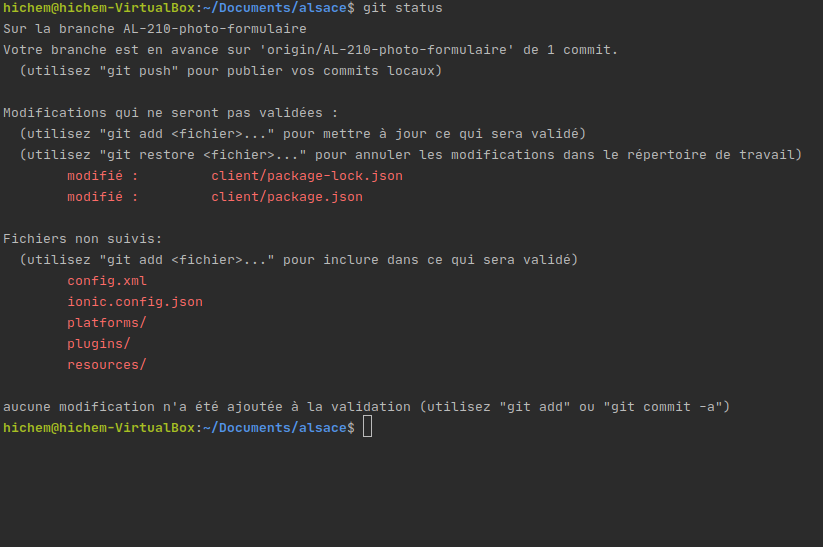 hichem@hichem-VirtualBox:~/Documents/alsace$ git status
Sur la branche AL-210-photo-formulaire
Votre branche est en avance sur 'origin/AL-210-photo-formulaire' de 1 commit.
  (utilisez "git push" pour publier vos commits locaux)

Modifications qui ne seront pas validées :
  (utilisez "git add <fichier>..." pour mettre à jour ce qui sera validé)
  (utilisez "git restore <fichier>..." pour annuler les modifications dans le répertoire de travail)
        modifié :         client/package-lock.json
        modifié :         client/package.json

Fichiers non suivis:
  (utilisez "git add <fichier>..." pour inclure dans ce qui sera validé)
        config.xml
        ionic.config.json
        platforms/
        plugins/
        resources/

aucune modification n'a été ajoutée à la validation (utilisez "git add" ou "git commit -a")
hichem@hichem-VirtualBox:~/Documents/alsace$